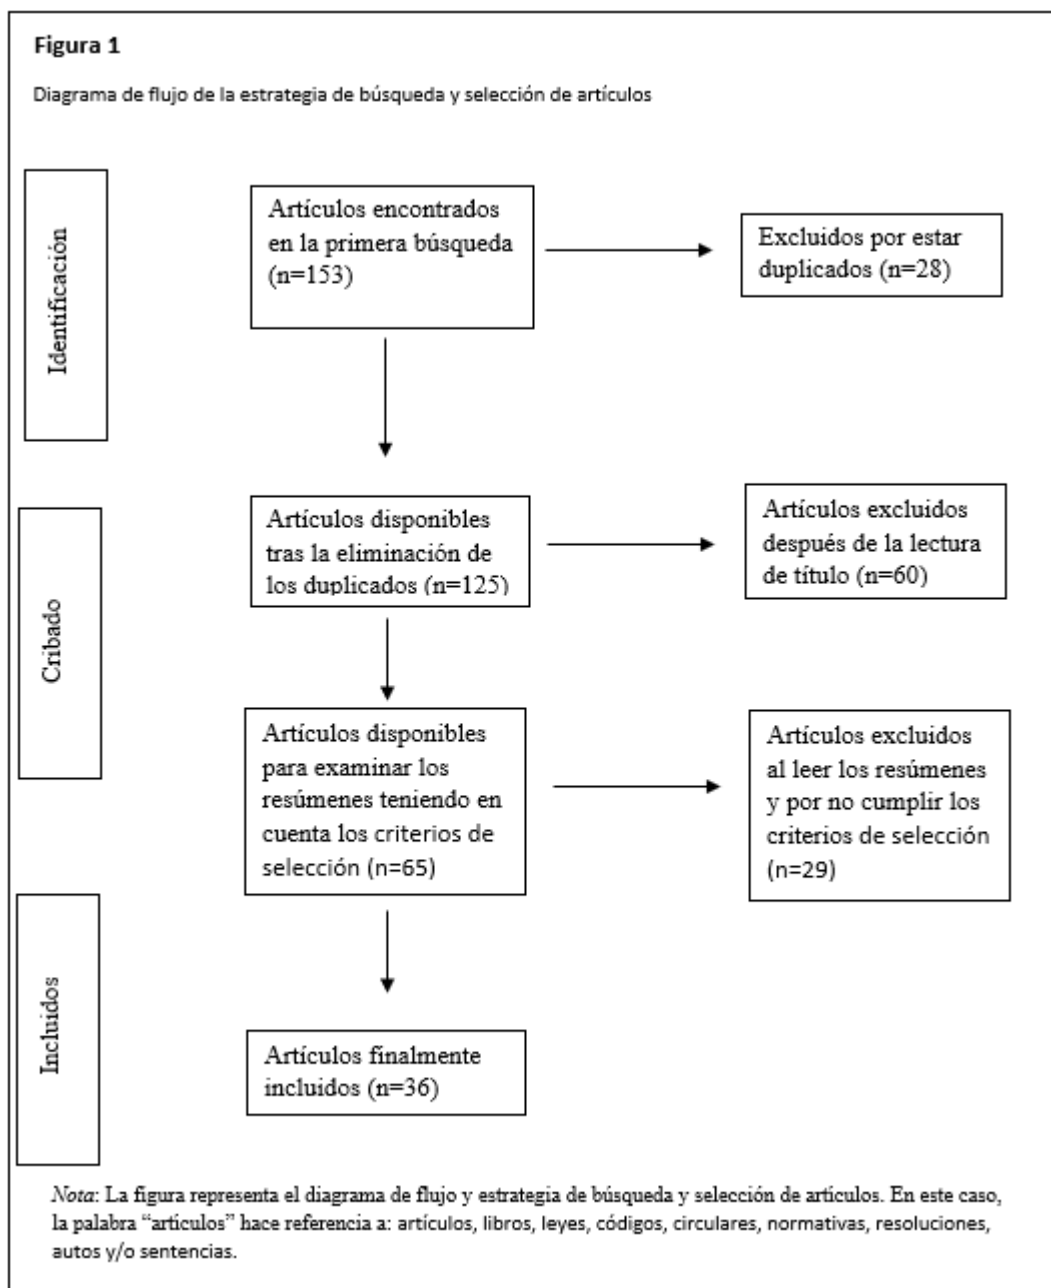 Figura 1
Diagrama de flujo de la estrategia de búsqueda y selección de artículos
Identificación
Artículos encontrados
en la primera búsqueda
(n=153)
Excluidos por estar
duplicados (n=28)
Cribado
Artículos disponibles
tras la eliminación de
los duplicados (n=125)
Artículos excluidos
después de la lectura
de título (n=60)
Artículos disponibles
para examinar los
resúmenes teniendo en
cuenta los criterios de
selección (n=65)
Artículos excluidos
al leer los resúmenes
y por no cumplir los
criterios de selección
(n=29)
Incluidos
Artículos finalmente
incluidos (n=36)
Nota: La figura representa el diagrama de flujo y estrategia de búsqueda y selección de artículos. En este caso,
la palabra “artículos” hace referencia a: artículos, libros, leyes, códigos, circulares, normativas, resoluciones,
autos y/o sentencias.